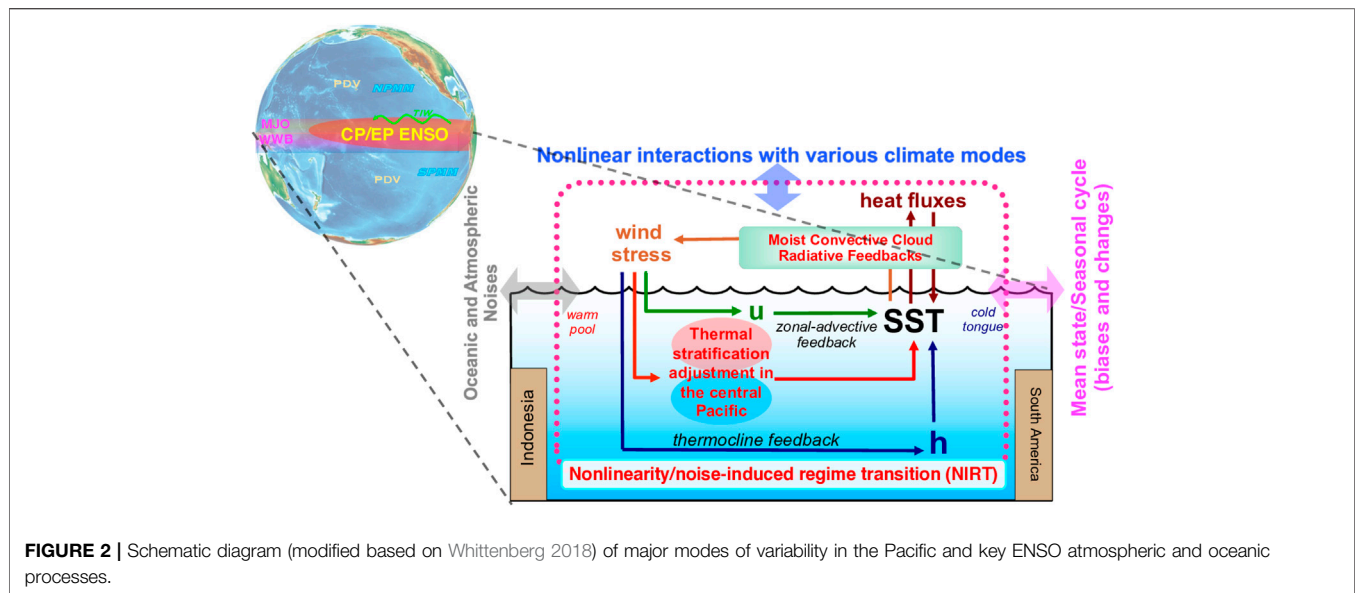 PDV
NPMM
TIW
MJO
WWB
CP/EP ENSO
PDV
SPMM
Nonlinear interactions with various climate modes
heat fluxes
wind
stress
Moist Convective Cloud
Radiative Feedbacks
Oceanic and Atmospheric
Noises
Mean state/Seasonal cycle
(biases and changes)
warm
pool
u
zonal-advective
feedback
SST
cold
tongue
Thermal
stratification
adjustment in
the central
Pacific
Indonesia
South America
thermocline feedback
h
Nonlinearity/noise-induced regime transition (NIRT)
FIGURE 2 | Schematic diagram (modified based on Whittenberg 2018) of major modes of variability in the Pacific and key ENSO atmospheric and oceanic
processes.